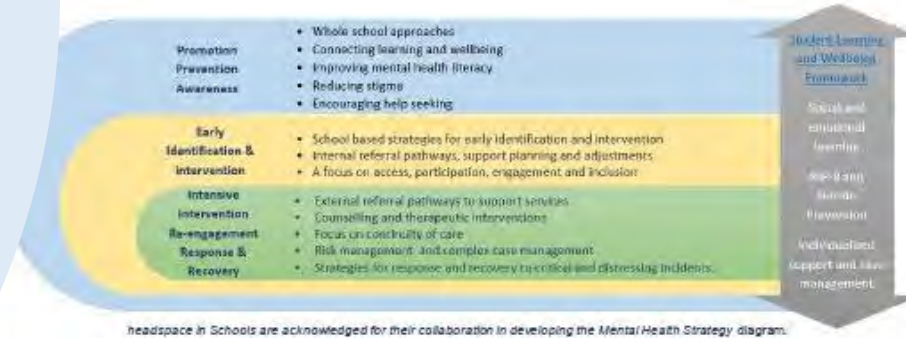 Promotion
Prevention
Awareness
• Whole school approaches
• Connecting learning and wellbeing
• Improving mental health literacy
• Reducing stigma
• Encouraging help seeking
Early
Identification &
Intervention
• School based strategies for early identification and intervention
• Internal referral pathways, support planning and adjustments
• A focus on access, participation, engagement and inclusion
Intensive
Intervention
Re-engagement
Response &
Recovery
• External referral pathways to support services
• Counselling and therapeutic interventions
• Focus on continuity of care
• Risk management and complex case management
• Strategies for response and recovery to critical and distressing incidents.
Student Learning
and Wellbeing
Framework
Social and
emotional
learning
and
Suicide
Prevention
Individualised
support and case
management.
headspace in Schools are acknowledged for their collaboration in developing the Mental Health Strategy diagram.